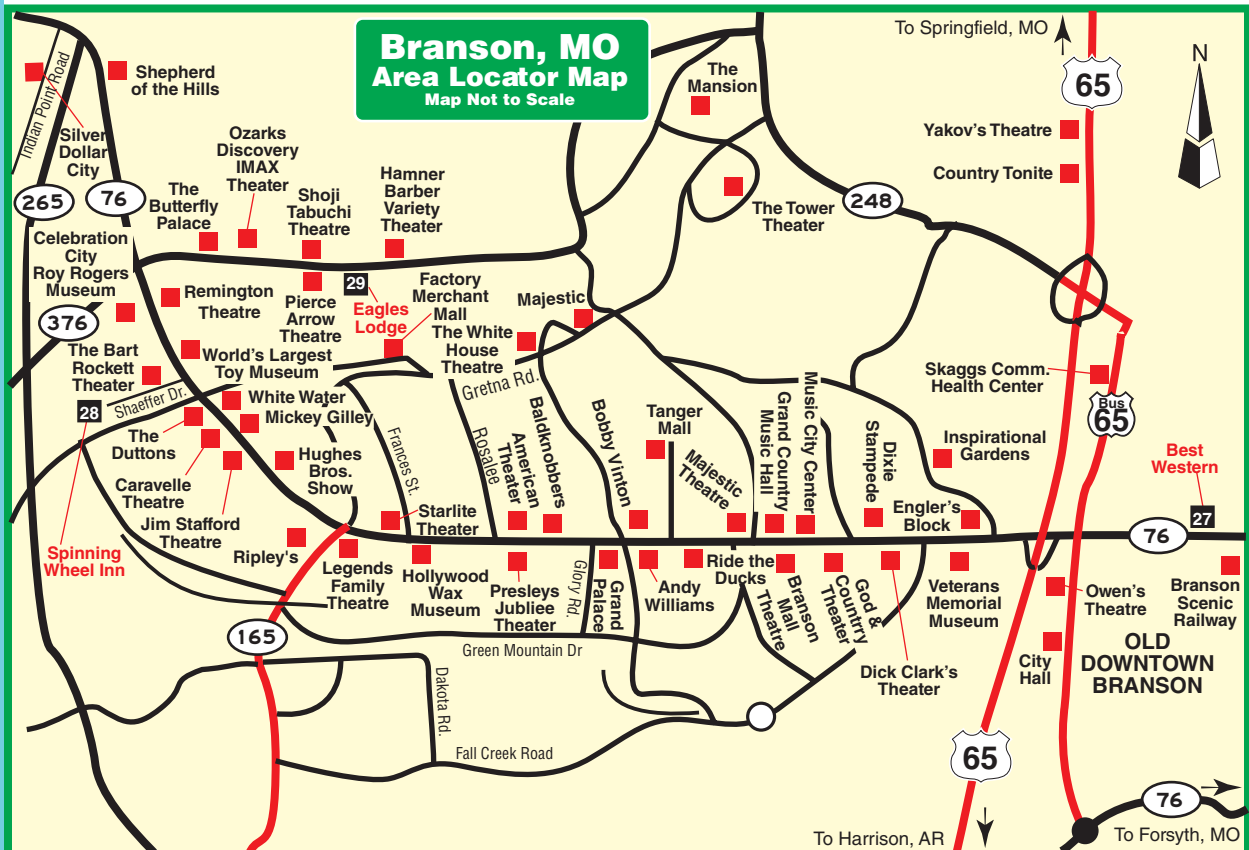 Branson, MO
Area Locator Map
Map Not to Scale
To Springfield, MO
N
65
Indian Point Road
Shepherd
of the Hills
Silver
Dollar
City
The
Mansion
Yakov's Theatre
Country Tonite
Ozarks
Discovery
IMAX
Theater
The
Butterfly
Palace
Shoji
Tabuchi
Theatre
Hamner
Barber
Variety
Theater
265
76
248
The Tower
Theater
Celebration
City
Roy Rogers
Museum
376
Remington
Theatre
Pierce
Arrow
Theatre
29
Eagles
Lodge
Factory
Merchant
Mall
The White
House
Theatre
Majestic
The Bart
Rockett
Theater
World's Largest
Toy Museum
28
Shaeffer Dr.
White Water
Mickey Gilley
Gretna Rd.
Skaggs Comm.
Health Center
Bus
65
The
Duttons
Caravelle
Theatre
Jim Stafford
Theatre
Hughes
Bros.
Show
Frances St.
Rosalee
Starlite
Theater
American
Theater
Baldknobbers
Bobby Vinton
Tanger
Mall
Majestic
Theatre
Grand Country
Music Hall
Music City Center
Dixie
Stampede
Engler's
Block
Inspirational
Gardens
Best
Western
27
76
Spinning
Wheel Inn
Ripley's
Legends
Family
Theatre
Hollywood
Wax
Museum
Presleys
Jubliee
Theater
Glory Rd.
Grand
Palace
Andy
Williams
Ride the
Ducks
Branson
Mall
Theatre
God &
Country
Theater
Dick Clark's
Theater
Veterans
Memorial
Museum
Owen's
Theatre
Branson
Scenic
Railway
City
Hall
OLD
DOWNTOWN
BRANSON
165
Green Mountain Dr
Dakota Rd.
Fall Creek Road
65
76
To Harrison, AR
To Forsyth, MO